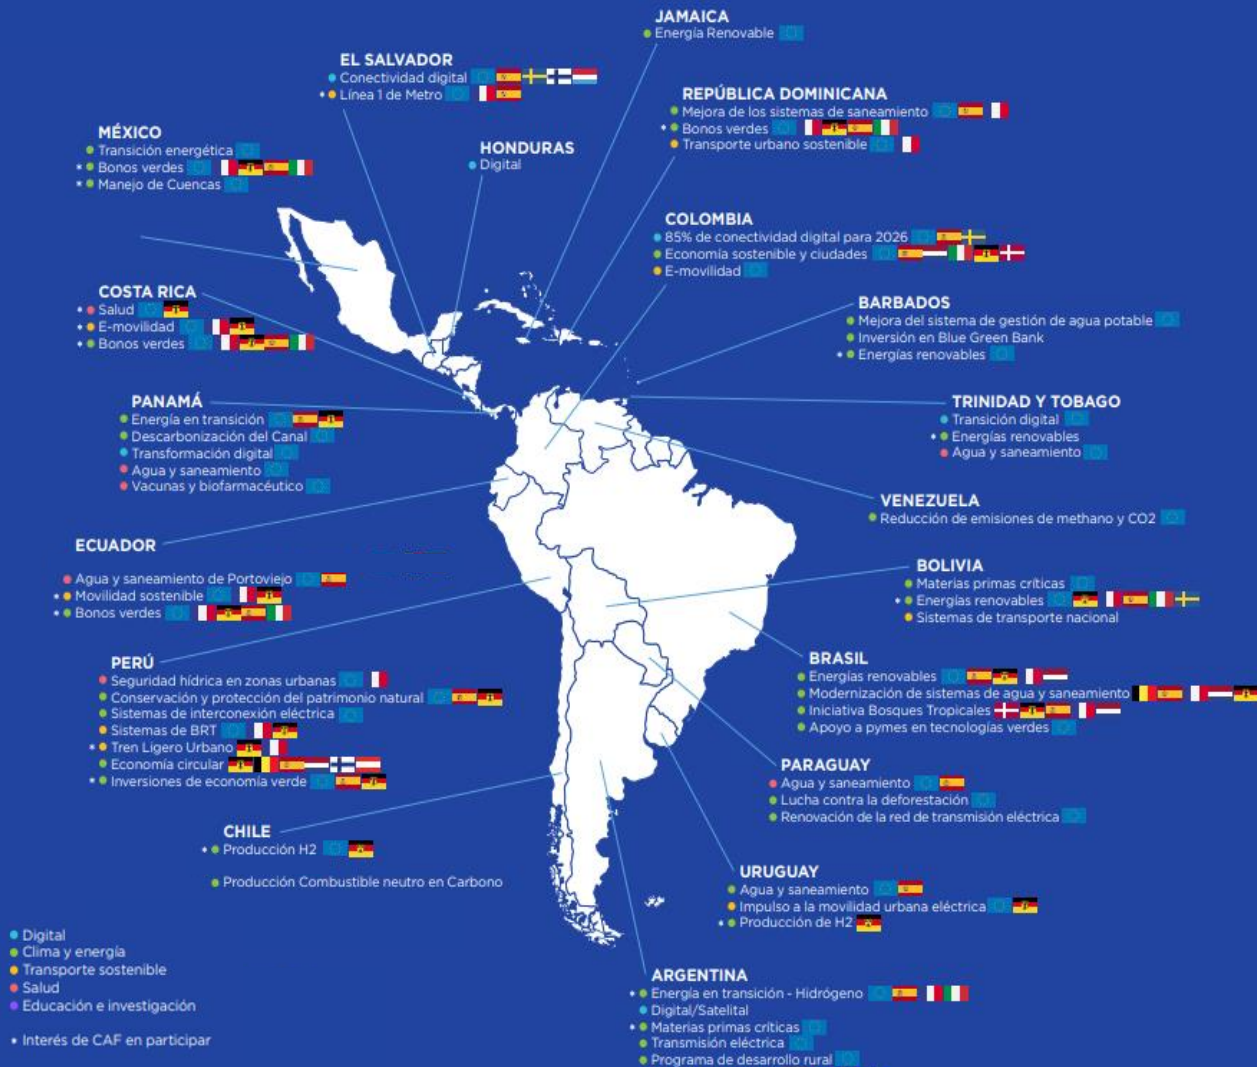 JAMAICA
Energía Renovable
EL SALVADOR
Conectividad digital
Línea 1 de Metro
REPÚBLICA DOMINICANA
Mejora de los sistemas de saneamiento
Bonos verdes
Transporte urbano sostenible
MÉXICO
Transición energética
* Bonos verdes
* Manejo de Cuencas
HONDURAS
Digital
COLOMBIA
85% de conectividad digital para 2026
Economía sostenible y ciudades
E-movilidad
COSTA RICA
Salud
E-movilidad
Bonos verdes
BARBADOS
Mejora del sistema de gestión de agua potable
Inversión en Blue Green Bank
Energías renovables
PANAMÁ
Energía en transición
Descarbonización del Canal
Transformación digital
Agua y saneamiento
Vacunas y biofarmacéutico
TRINIDAD Y TOBAGO
Transición digital
Energías renovables
Agua y saneamiento
VENEZUELA
Reducción de emisiones de methano y CO2
ECUADOR
Agua y saneamiento de Portoviejo
Movilidad sostenible
Bonos verdes
BOLIVIA
Materias primas críticas
Energías renovables
Sistemas de transporte nacional
PERÚ
Seguridad hídrica en zonas urbanas
Conservación y protección del patrimonio natural
Sistemas de interconexión eléctrica
Sistemas de BRT
* Tren Ligero Urbano
Economía circular
* Inversiones de economía verde
BRASIL
Energías renovables
Modernización de sistemas de agua y saneamiento
Iniciativa Bosques Tropicales
Apoyo a pymes en tecnologías verdes
PARAGUAY
Agua y saneamiento
Lucha contra la deforestación
Renovación de la red de transmisión eléctrica
CHILE
Producción H2
Producción Combustible neutro en Carbono
URUGUAY
Agua y saneamiento
Impulso a la movilidad urbana eléctrica
Producción de H2
ARGENTINA
Energía en transición - Hidrógeno
Digital/Satelital
Materias primas críticas
Transmisión eléctrica
Programa de desarrollo rural
Digital
Clima y energía
Transporte sostenible
Salud
Educación e investigación
* Interés de CAF en participar